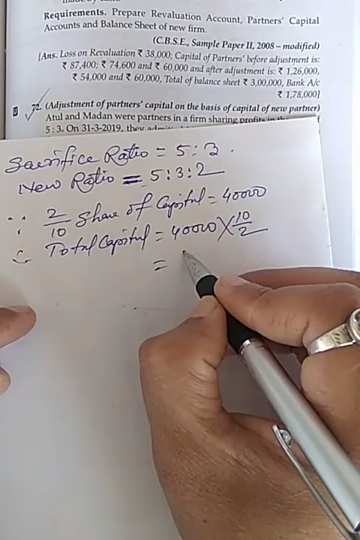 Requirements. Prepare Revaluation Account, Partners' Capital
Accounts and Balance Sheet of new firm.
(C.B.S.E., Sample Paper II, 2008 – modified)
[Ans. Loss on Revaluation ₹ 38,000; Capital of Partners' before adjustment is:
₹ 87,400; ₹ 74,600 and ₹ 60,000 and after adjustment is: ₹ 1,26,000,
₹ 54,000 and ₹ 60,000, Total of balance sheet ₹ 3,00,000, Bank A/c
₹ 1,78,000]
72. (Adjustment of partners' capital on the basis of capital of new partner)
Atul and Madan were partners in a firm sharing profits in the
of
5 : 3. On 31-3-2019, they
Sacrifice Ratio = 5 : 3 .
New Ratio = 5 : 3 : 2
∵ 2/10 Share of Capital = 40000
∴ Total Capital = 40000 × 10/2
=